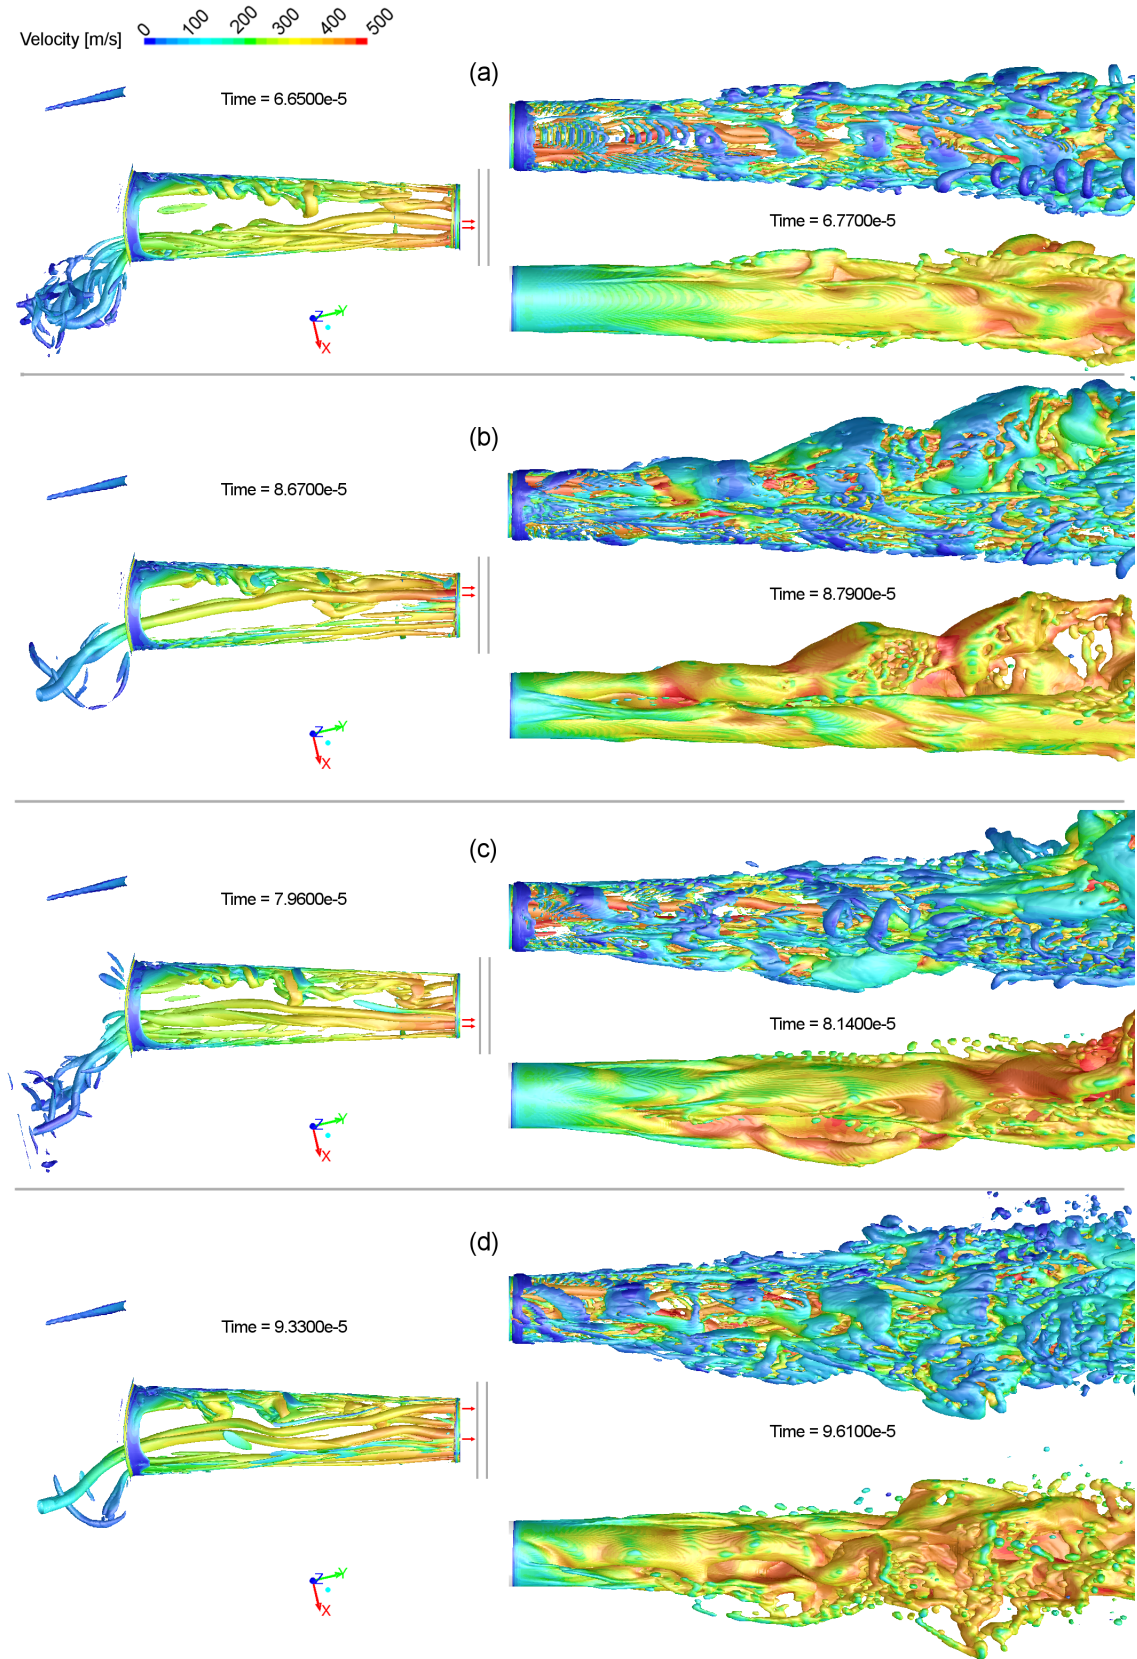 0 100 200 300 400 500
Velocity [m/s]
(a)
Time = 6.6500e-5
Time = 6.7700e-5
Z Y
X
(b)
Time = 8.6700e-5
Time = 8.7900e-5
Z Y
X
(c)
Time = 7.9600e-5
Time = 8.1400e-5
Z Y
X
(d)
Time = 9.3300e-5
Time = 9.6100e-5
Z Y
X